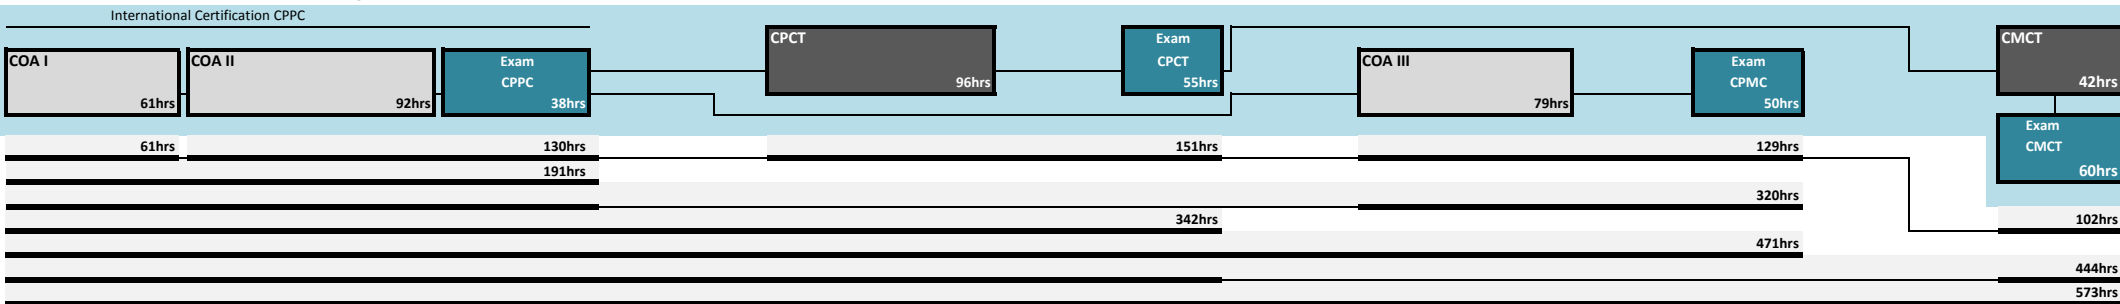 International Certification CPPC
COA I
61hrs
COA II
92hrs
Exam
CPPC
38hrs
CPCT
96hrs
Exam
CPCT
55hrs
COA III
79hrs
Exam
CPMC
50hrs
CMCT
42hrs
Exam
CMCT
60hrs
61hrs
130hrs
151hrs
129hrs
191hrs
320hrs
342hrs
102hrs
471hrs
444hrs
573hrs